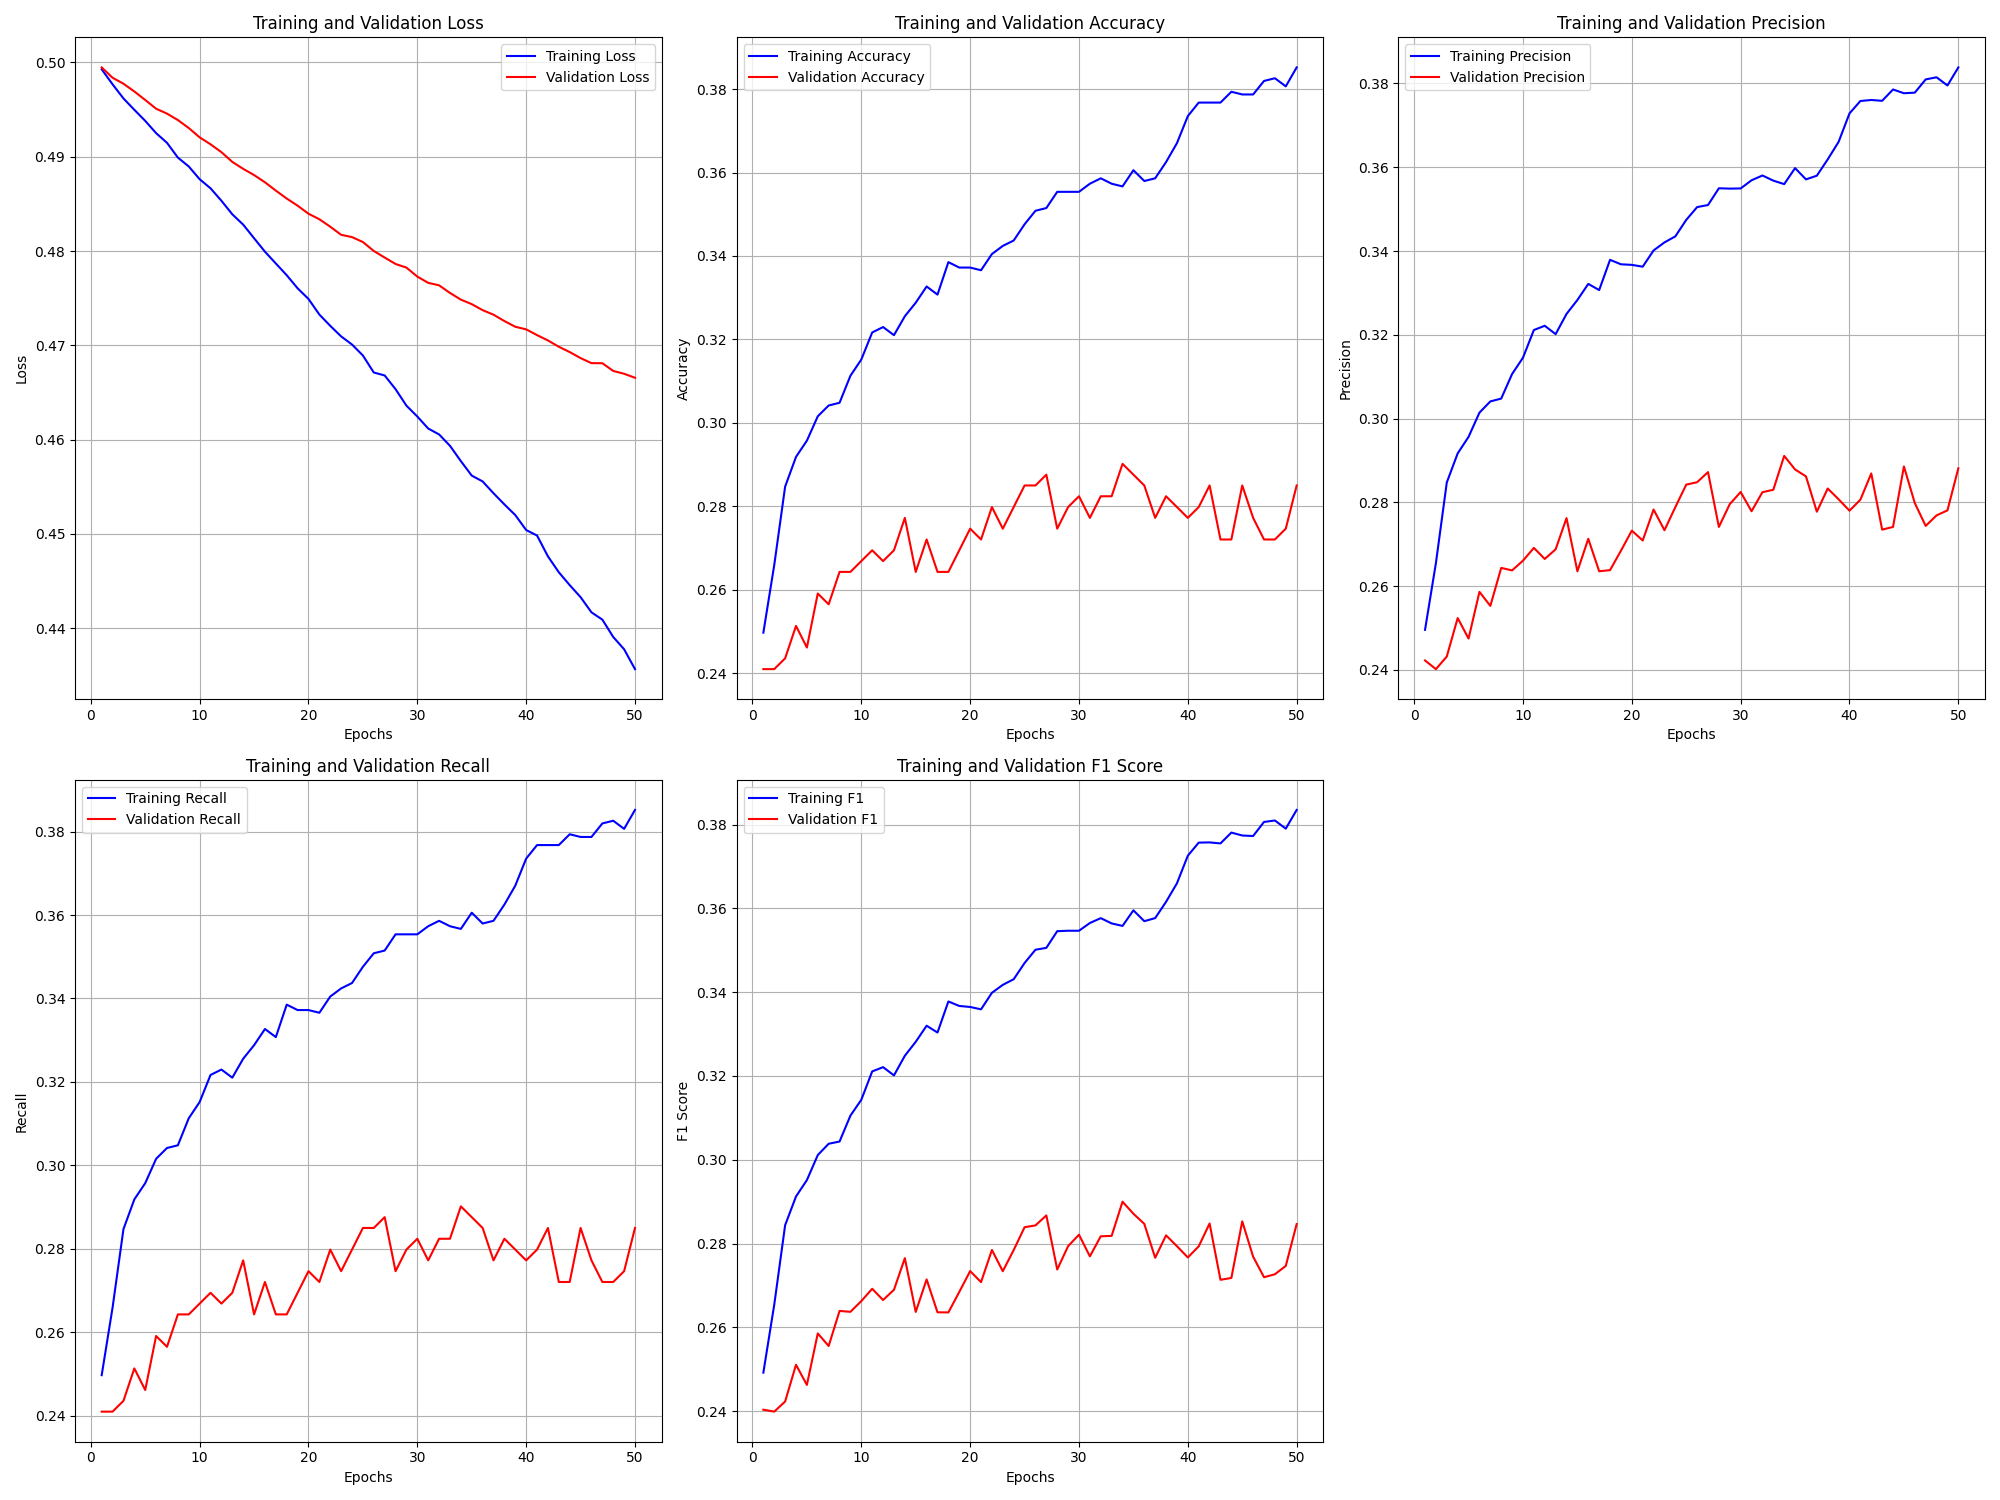 Training and Validation Loss
Training Loss
Validation Loss
0.50
0.49
0.48
0.47
0.46
0.45
0.44
Loss
0 10 20 30 40 50
Epochs
Training and Validation Accuracy
Training Accuracy
Validation Accuracy
0.38
0.36
0.34
0.32
0.30
0.28
0.26
0.24
Accuracy
0 10 20 30 40 50
Epochs
Training and Validation Precision
Training Precision
Validation Precision
0.38
0.36
0.34
0.32
0.30
0.28
0.26
0.24
Precision
0 10 20 30 40 50
Epochs
Training and Validation Recall
Training Recall
Validation Recall
0.38
0.36
0.34
0.32
0.30
0.28
0.26
0.24
Recall
0 10 20 30 40 50
Epochs
Training and Validation F1 Score
Training F1
Validation F1
0.38
0.36
0.34
0.32
0.30
0.28
0.26
0.24
F1 Score
0 10 20 30 40 50
Epochs